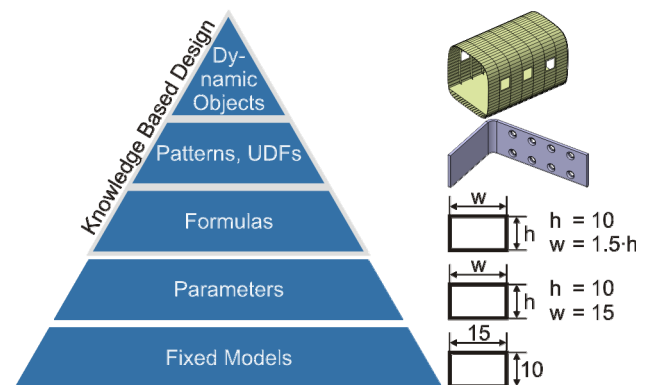 Knowledge Based Design
Dy-
namic
Objects
Patterns, UDFs
Formulas
w
h
h = 10
w = 1.5·h
Parameters
w
h
h = 10
w = 15
Fixed Models
15
10